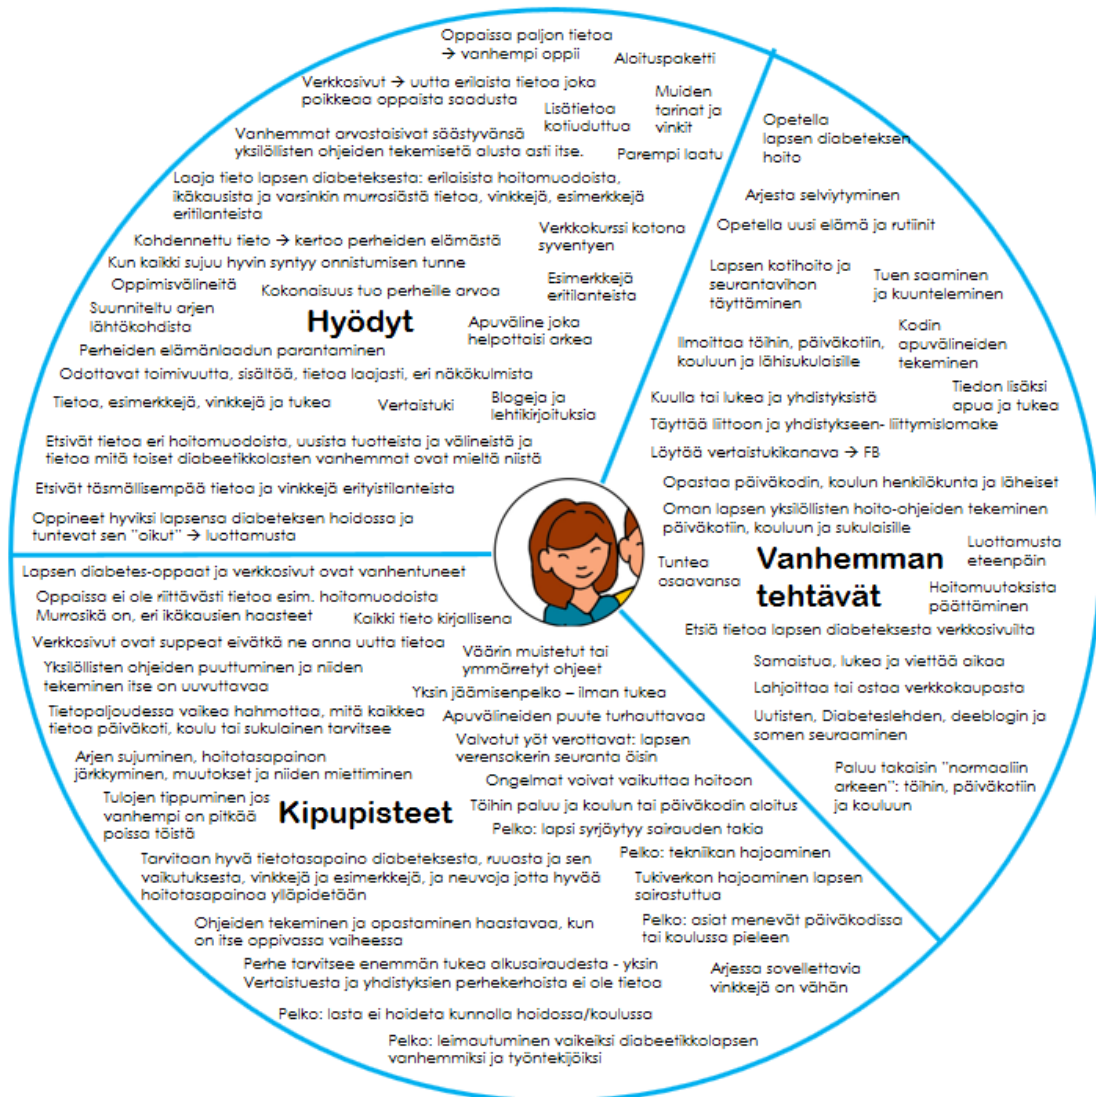 Oppaissa paljon tietoa
→ vanhempi oppii
Aloituspaketti
Verkkosivut → uutta erilaista tietoa joka
poikkeaa oppaista saadusta
Lisätietoa
kotiuduttua
Muiden
tarinat ja
vinkit
Vanhemmat arvostaisivat säästyvänsä
yksilöllisten ohjeiden tekemisetä alusta asti itse.
Parempi laatu
Laaja tieto lapsen diabeteksesta: erilaisista hoitomuodoista,
ikäkausista ja varsinkin murrosiästä tietoa, vinkkejä, esimerkkejä
eritilanteista
Kohdennettu tieto → kertoo perheiden elämästä
Verkkokurssi kotona
syventyen
Kun kaikki sujuu hyvin syntyy onnistumisen tunne
Oppimisvälineitä
Kokonaisuus tuo perheille arvoa
Esimerkkejä
eritilanteista
Suunniteltu arjen
lähtökohdista
Hyödyt
Apuväline joka
helpottaisi arkea
Perheiden elämänlaadun parantaminen
Odottavat toimivuutta, sisältöä, tietoa laajasti, eri näkökulmista
Tietoa, esimerkkejä, vinkkejä ja tukea
Vertaistuki
Blogeja ja
lehtikirjoituksia
Etsivät tietoa eri hoitomuodoista, uusista tuotteista ja välineistä ja
tietoa mitä toiset diabeetikkolasten vanhemmat ovat mieltä niistä
Etsivät täsmällisempää tietoa ja vinkkejä erityistilanteista
Oppineet hyviksi lapsensa diabeteksen hoidossa ja
tuntevat sen "oikut" → luottamusta
Opetella
lapsen diabeteksen
hoito
Arjesta selviytyminen
Opetella uusi elämä ja rutiinit
Lapsen kotihoito ja
seurantavihon
täyttäminen
Tuen saaminen
ja kuunteleminen
Ilmoittaa töihin, päiväkotiin,
kouluun ja lähisukulaisille
Kodin
apuvälineiden
tekeminen
Kuulla tai lukea ja yhdistyksistä
Tiedon lisäksi
apua ja tukea
Täyttää liittoon ja yhdistykseen- liittymislomake
Löytää vertaistukikanava → FB
Opastaa päiväkodin, koulun henkilökunta ja läheiset
Oman lapsen yksilöllisten hoito-ohjeiden tekeminen
päiväkotiin, kouluun ja sukulaisille
Tuntea
osaavansa
Vanhemman
tehtävät
Luottamusta
eteenpäin
Hoitomuutoksista
päättäminen
Etsiä tietoa lapsen diabeteksesta verkkosivuilta
Samaistua, lukea ja viettää aikaa
Lahjoittaa tai ostaa verkkokaupasta
Uutisten, Diabeteslehden, deeblogin ja
somen seuraaminen
Paluu takaisin "normaaliin
arkeen": töihin, päiväkotiin
ja kouluun
Lapsen diabetes-oppaat ja verkkosivut ovat vanhentuneet
Oppaissa ei ole riittävästi tietoa esim. hoitomuodoista
Murrosikä on, eri ikäkausien haasteet
Kaikki tieto kirjallisena
Verkkosivut ovat suppeat eivätkä ne anna uutta tietoa
Väärin muistetut tai
ymmärretyt ohjeet
Yksilöllisten ohjeiden puuttuminen ja niiden
tekeminen itse on uuvuttavaa
Yksin jäämisenpelko – ilman tukea
Tietopaljoudessa vaikea hahmottaa, mitä kaikkea
tietoa päiväkoti, koulu tai sukulainen tarvitsee
Apuvälineiden puute turhauttavaa
Valvotut yöt verottavat: lapsen
verensokerin seuranta öisin
Arjen sujuminen, hoitotasapainon
järkkyminen, muutokset ja niiden miettiminen
Ongelmat voivat vaikuttaa hoitoon
Tulojen tippuminen jos
vanhempi on pitkää
poissa töistä
Kipupisteet
Töihin paluu ja koulun tai päiväkodin aloitus
Pelko: lapsi syrjäytyy sairauden takia
Tarvitaan hyvä tietotasapaino diabeteksesta, ruuasta ja sen
vaikutuksesta, vinkkejä ja esimerkkejä, ja neuvoja jotta hyvää
hoitotasapainoa ylläpidetään
Pelko: tekniikan hajoaminen
Tukiverkon hajoaminen lapsen
sairastuttua
Ohjeiden tekeminen ja opastaminen haastavaa, kun
on itse oppivassa vaiheessa
Pelko: asiat menevät päiväkodissa
tai koulussa pieleen
Perhe tarvitsee enemmän tukea alkusairaudesta - yksin
Vertaistuesta ja yhdistyksien perhekerhoista ei ole tietoa
Arjessa sovellettavia
vinkkejä on vähän
Pelko: lasta ei hoideta kunnolla hoidossa/koulussa
Pelko: leimautuminen vaikeiksi diabeetikkolapsen
vanhemmiksi ja työntekijöiksi